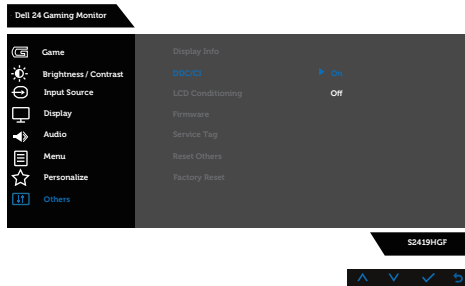 Dell 24 Gaming Monitor
Game
Display Info
Brightness / Contrast
DDC/CI
On
Input Source
LCD Conditioning
Off
Display
Firmware
Audio
Service Tag
Menu
Reset Others
Personalize
Factory Reset
Others
S2419HGF